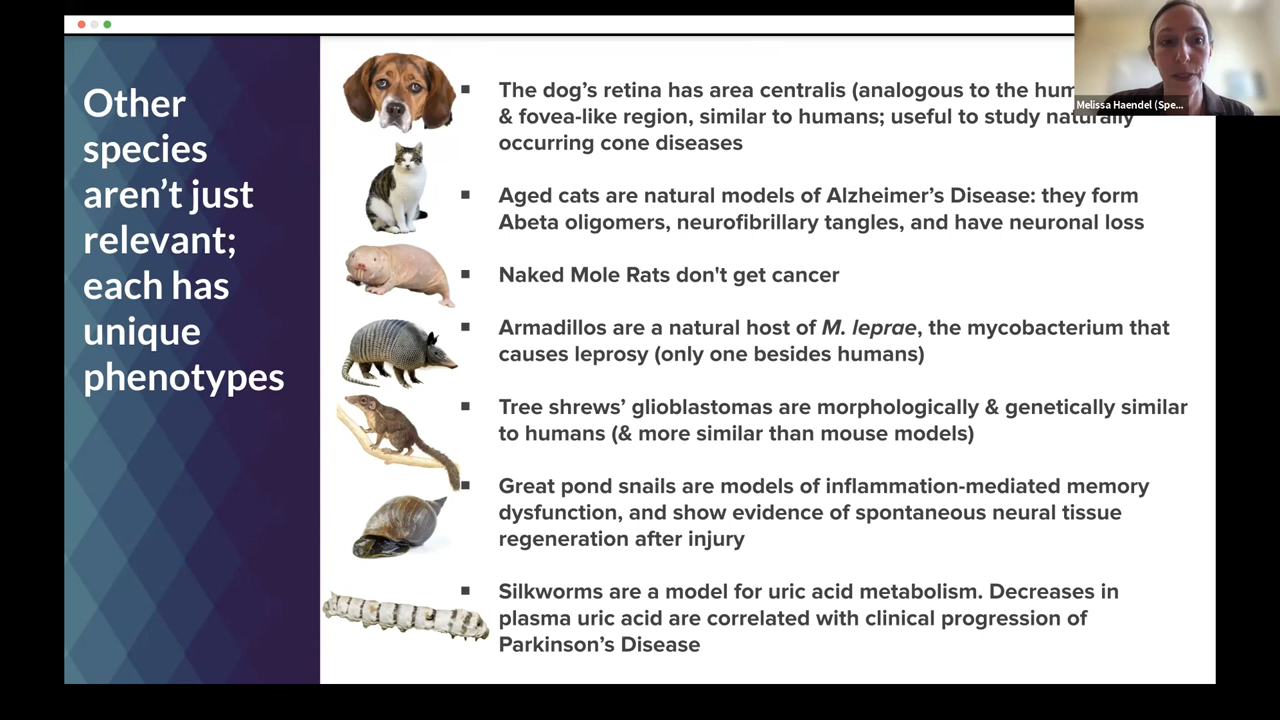 Other
species
aren't just
relevant;
each has
unique
phenotypes
▪ The dog's retina has area centralis (analogous to the
& fovea-like region, similar to humans; useful to study naturally
occurring cone diseases
▪ Aged cats are natural models of Alzheimer's Disease: they form
Abeta oligomers, neurofibrillary tangles, and have neuronal loss
▪ Naked Mole Rats don't get cancer
▪ Armadillos are a natural host of M. leprae, the mycobacterium that
causes leprosy (only one besides humans)
▪ Tree shrews' glioblastomas are morphologically & genetically similar
to humans (& more similar than mouse models)
▪ Great pond snails are models of inflammation-mediated memory
dysfunction, and show evidence of spontaneous neural tissue
regeneration after injury
▪ Silkworms are a model for uric acid metabolism. Decreases in
plasma uric acid are correlated with clinical progression of
Parkinson's Disease
Melissa Haendel (Spe...